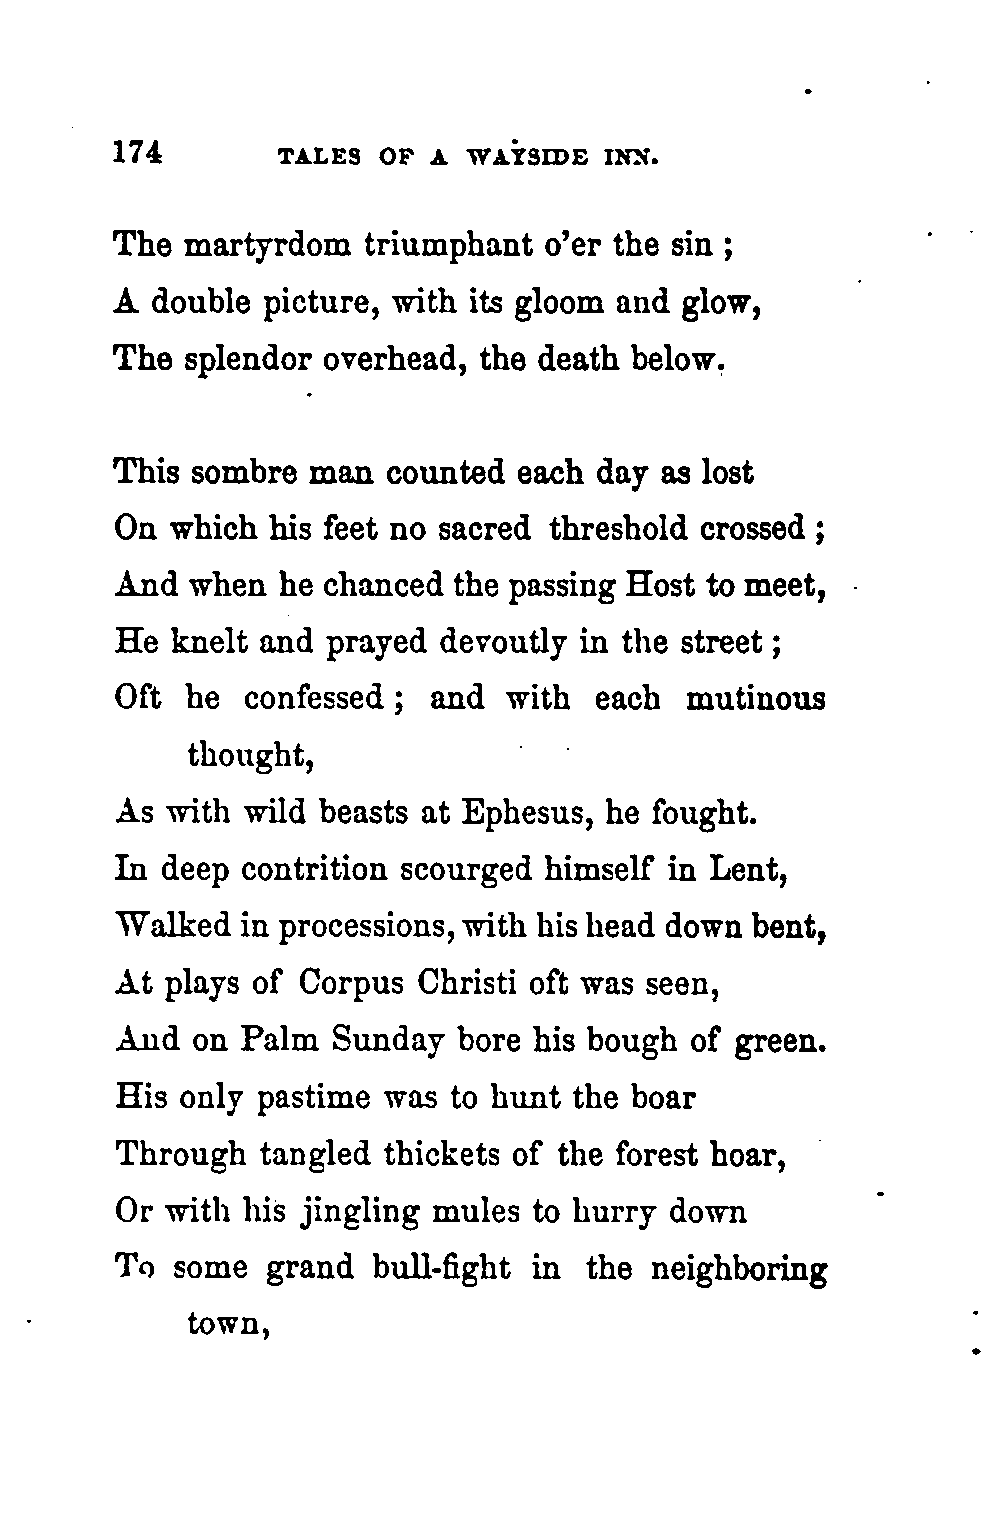 174 TALES OF A WAYSIDE INN.
The martyrdom triumphant o'er the sin ;
A double picture, with its gloom and glow,
The splendor overhead, the death below.
This sombre man counted each day as lost
On which his feet no sacred threshold crossed ;
And when he chanced the passing Host to meet,
He knelt and prayed devoutly in the street ;
Oft he confessed ; and with each mutinous
thought,
As with wild beasts at Ephesus, he fought.
In deep contrition scourged himself in Lent,
Walked in processions, with his head down bent,
At plays of Corpus Christi oft was seen,
And on Palm Sunday bore his bough of green.
His only pastime was to hunt the boar
Through tangled thickets of the forest hoar,
Or with his jingling mules to hurry down
To some grand bull-fight in the neighboring
town,